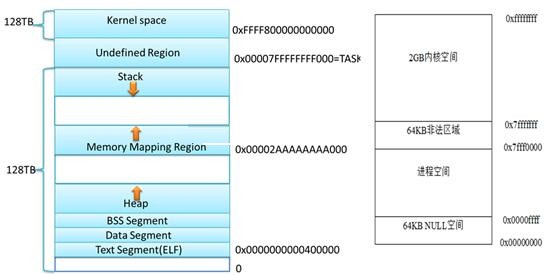 128TB
Kernel space
0xFFFF800000000000
Undefined Region
0x00007FFFFFFFF000=TASK
Stack
Memory Mapping Region
0x00002AAAAAAAA000
128TB
Heap
BSS Segment
Data Segment
Text Segment(ELF)
0x0000000000400000
0
0xffffffff
2GB内核空间
0x7fffffff
64KB非法区域
0x7fff0000
进程空间
0x0000ffff
64KB NULL空间
0x00000000